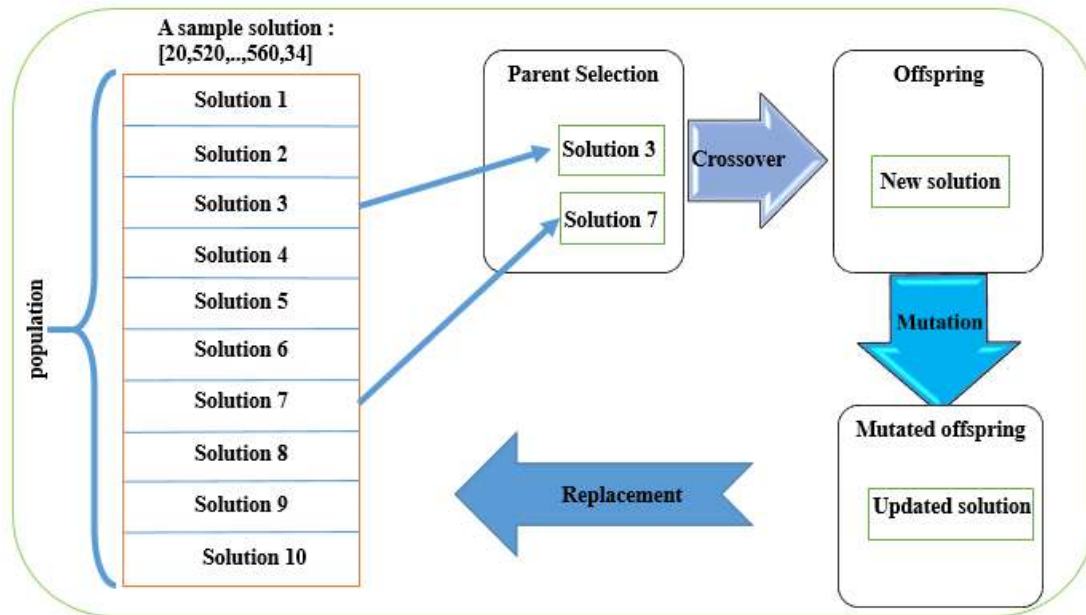 A sample solution :
[20,520,..,560,34]
population
Solution 1
Solution 2
Solution 3
Solution 4
Solution 5
Solution 6
Solution 7
Solution 8
Solution 9
Solution 10
Parent Selection
Solution 3
Solution 7
Crossover
Offspring
New solution
Mutation
Mutated offspring
Updated solution
Replacement